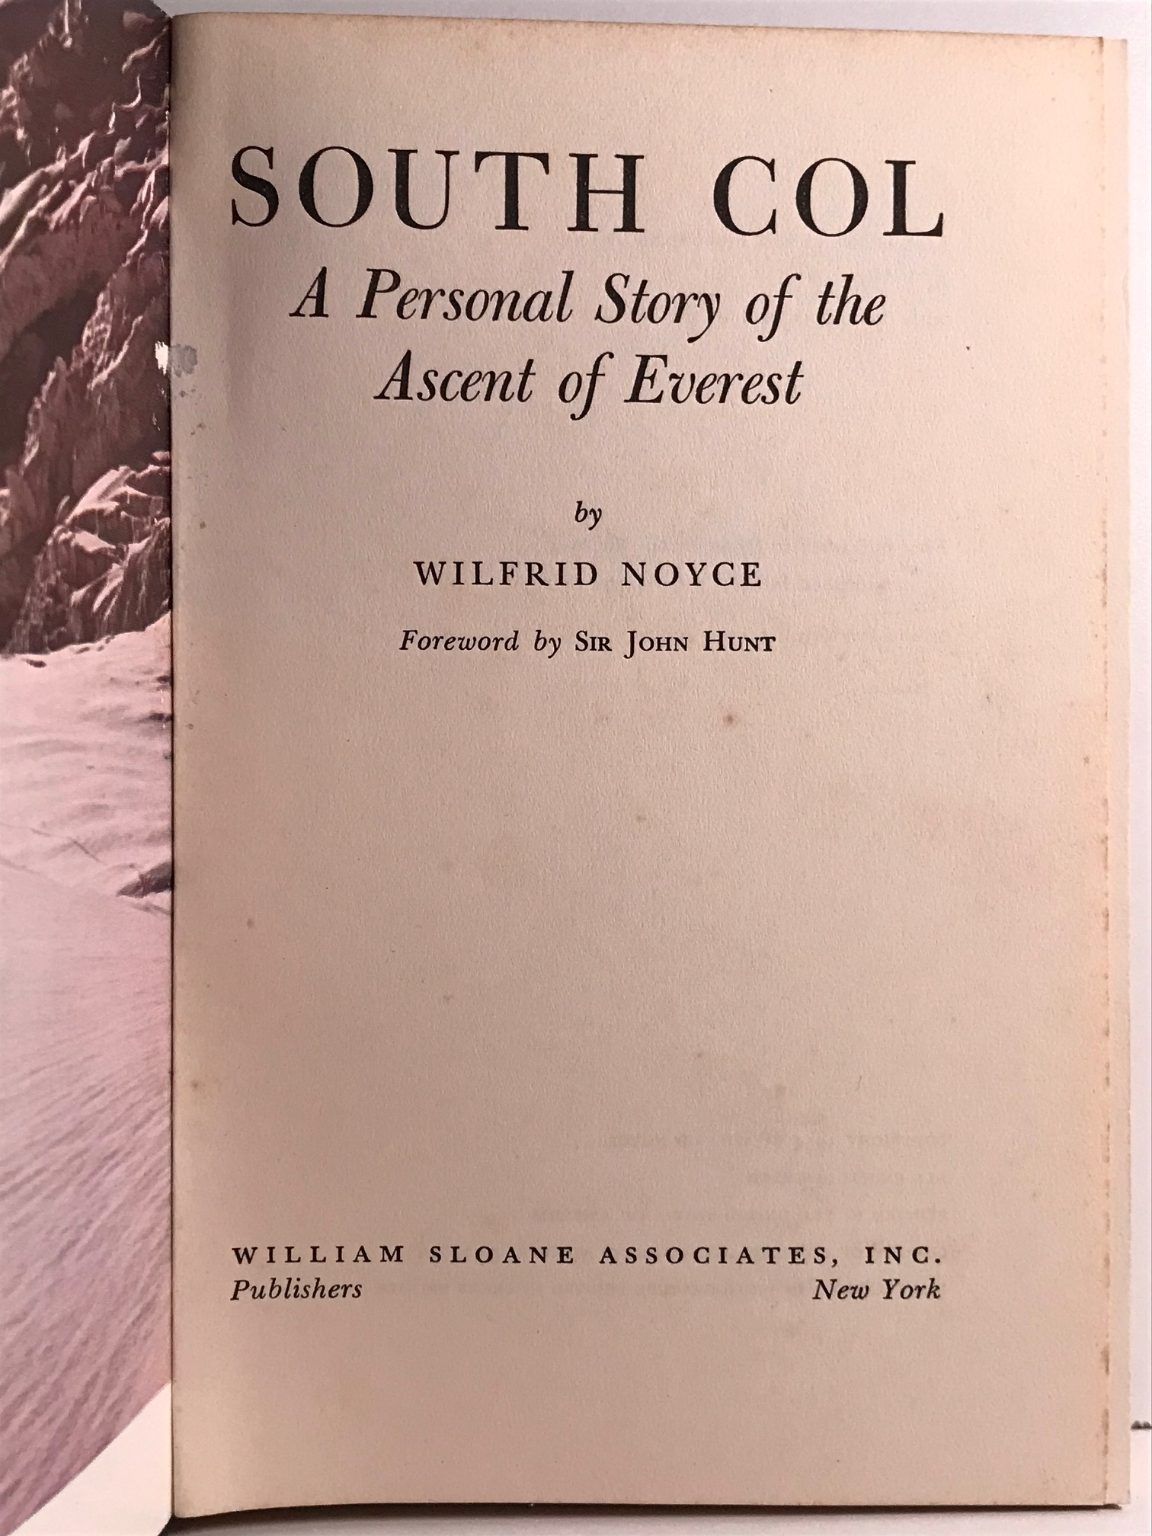 SOUTH COL
A Personal Story of the
Ascent of Everest
by
WILFRID NOYCE
Foreword by SIR JOHN HUNT
WILLIAM SLOANE ASSOCIATES, INC.
Publishers New York